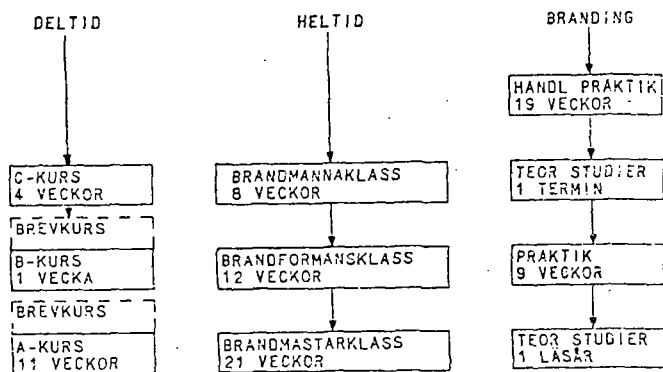 DELTID
C-KURS
4 VECKOR
BREVKURS
B-KURS
1 VECKA
BREVKURS
A-KURS
11 VECKOR
HELTID
BRANDMANNAKLASS
8 VECKOR
BRANDFORMANSKLASS
12 VECKOR
BRANDMASTARKLASS
21 VECKOR
BRANDING
HANDL PRAKTIK
19 VECKOR
TEOR STUDIER
1 TERMIN
PRAKTIK
9 VECKOR
TEOR STUDIER
1 LÄSÅR